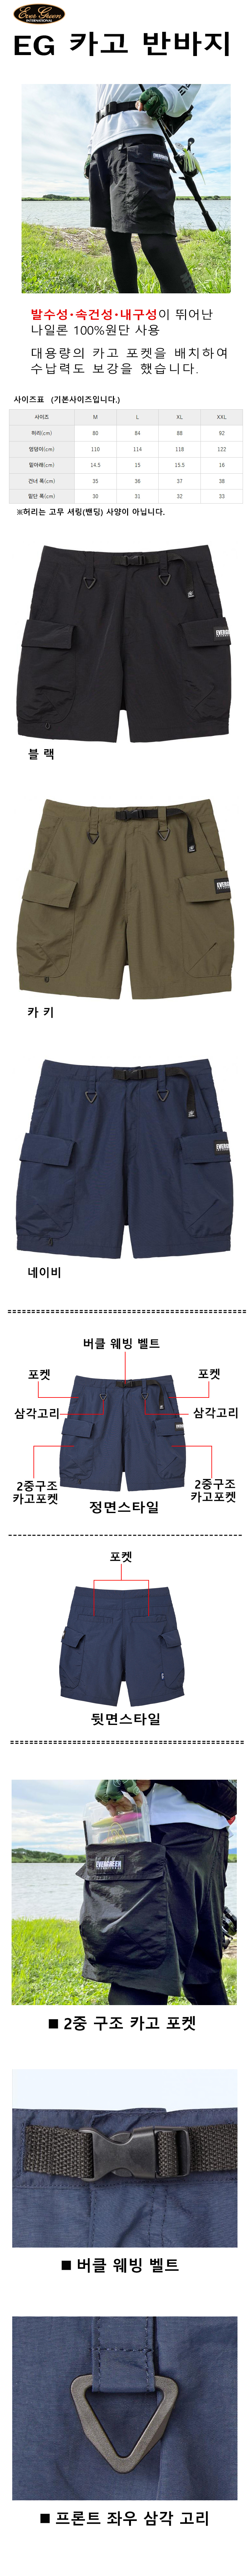 Ever Green
INTERNATIONAL
EG 카고 반바지
발수성·속건성·내구성이 뛰어난
나일론 100%원단 사용
대용량의 카고 포켓을 배치하여
수납력도 보강을 했습니다.
사이즈표 (기본사이즈입니다.)
사이즈 M L XL XXL
허리(cm) 80 84 88 92
엉덩이(cm) 110 114 118 122
밑아래(cm) 14.5 15 15.5 16
건너 폭(cm) 35 36 37 38
밑단 폭(cm) 30 31 32 33
※허리는 고무 셔링(밴딩) 사양이 아닙니다.
EVERGREEN
블 랙
EVERGREEN
카 키
EVERGREEN
네이비
버클 웨빙 벨트
포켓 포켓
삼각고리 삼각고리
2중구조 2중구조
카고포켓 카고포켓
정면스타일
포켓
뒷면스타일
EVERGREEN
■ 2중 구조 카고 포켓
■ 버클 웨빙 벨트
■ 프론트 좌우 삼각 고리